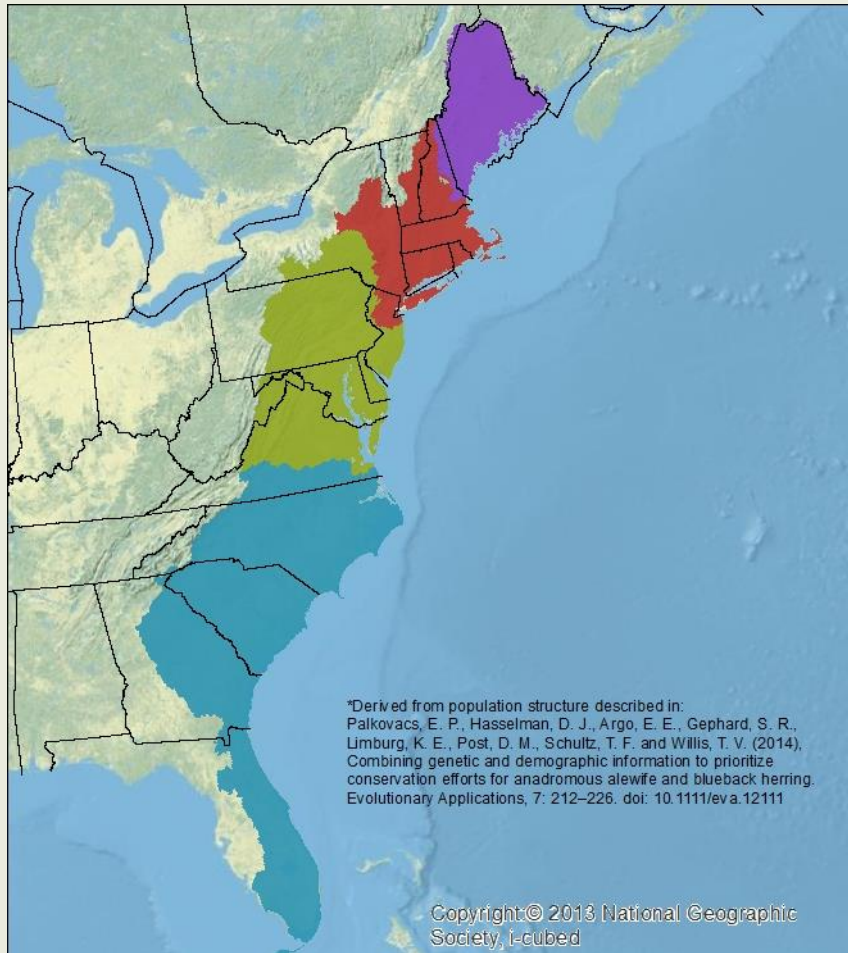 *Derived from population structure described in:
Palkovacs, E. P., Hasselman, D. J., Argo, E. E., Gephard, S. R.,
Limburg, K. E., Post, D. M., Schultz, T. F. and Willis, T. V. (2014),
Combining genetic and demographic information to prioritize
conservation efforts for anadromous alewife and blueback herring.
Evolutionary Applications, 7: 212–226. doi: 10.1111/eva.12111
Copyright:© 2013 National Geographic
Society, i-cubed